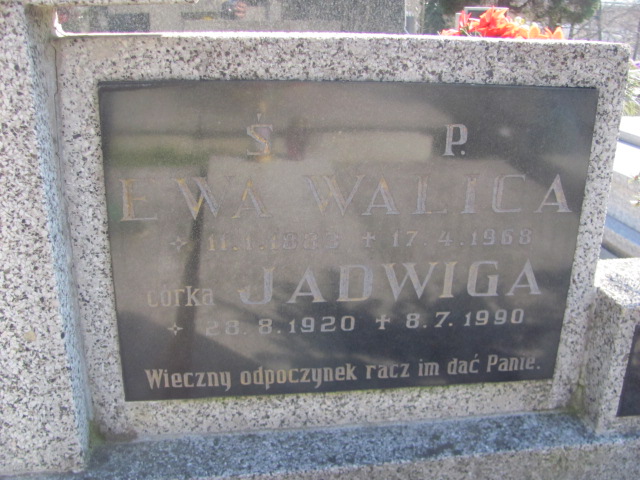 Ś P.
EWA WALICA
11.1.1883 + 17.4.1968
córka JADWIGA
28.8.1920 + 8.7.1990
Wieczny odpoczynek racz im dać Panie.